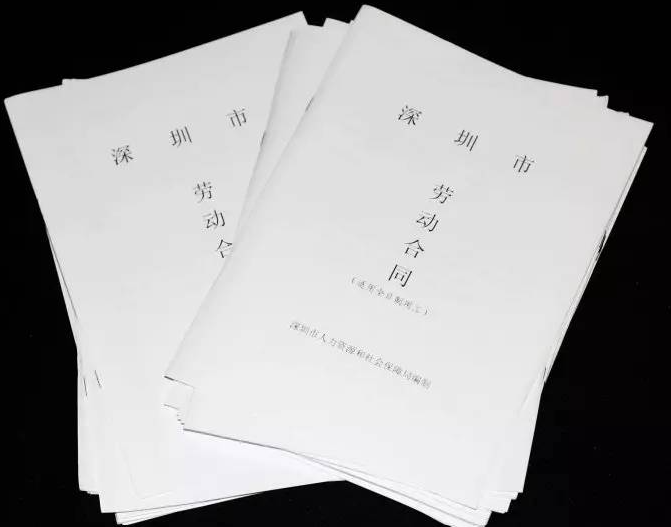 深圳市
劳动合
深圳市
劳动合同
（适用全日制用工）
深圳市人力资源和社会保障局编制